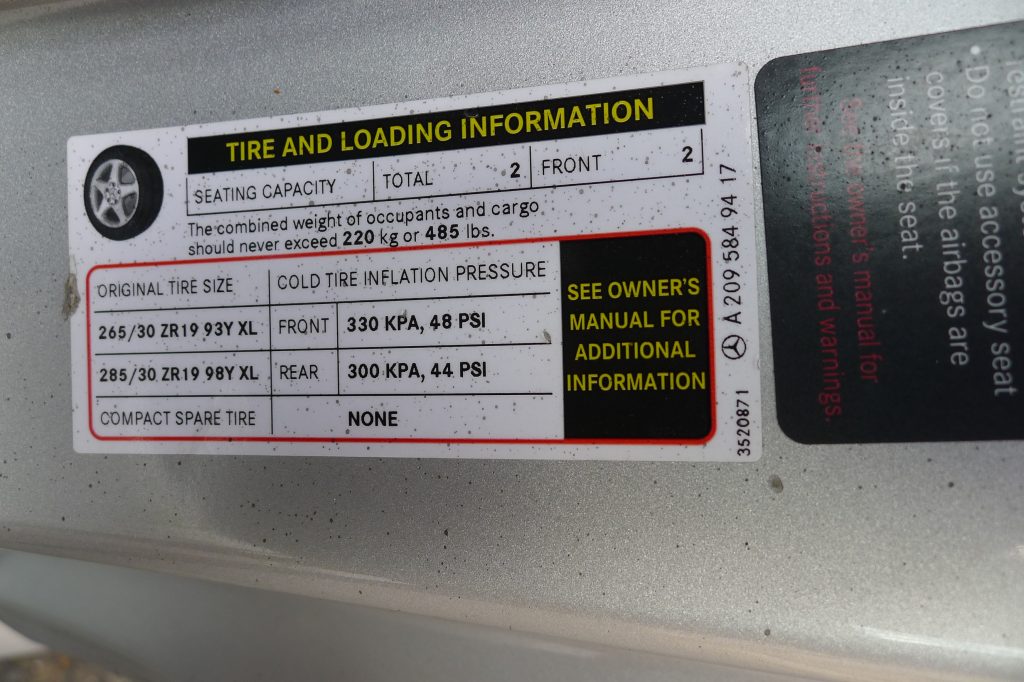 TIRE AND LOADING INFORMATION
SEATING CAPACITY TOTAL 2 FRONT 2
The combined weight of occupants and cargo
should never exceed 220 kg or 485 lbs.
ORIGINAL TIRE SIZE COLD TIRE INFLATION PRESSURE
265/30 ZR19 93Y XL FRONT 330 KPA, 48 PSI
285/30 ZR19 98Y XL REAR 300 KPA, 44 PSI
COMPACT SPARE TIRE NONE
SEE OWNER'S
MANUAL FOR
ADDITIONAL
INFORMATION
3520871 A 209 584 94 17
• Do not use accessory seat
covers if the airbags are
inside the seat.
See the owner's manual for
further instructions and warnings.